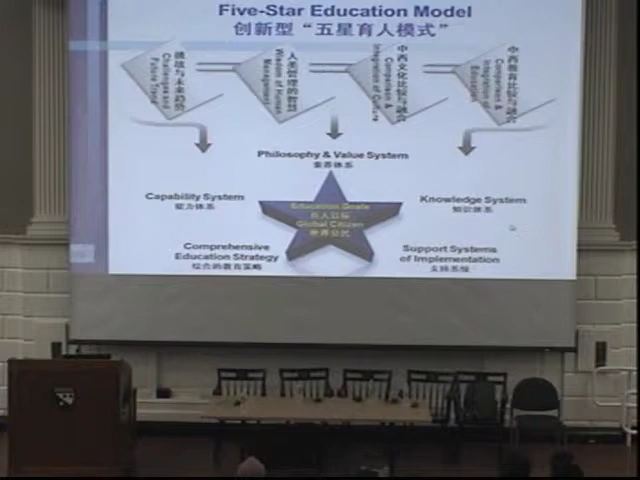 Five-Star Education Model
创新型“五星育人模式”
挑战与未来趋势
Challenges and
Future Trend
人类管理的智慧
Wisdom of Human
Management
中西文化比较与融合
Comparison &
Integration of Culture
中西教育比较与融合
Comparison &
Integration of
Education
Philosophy & Value System
素养体系
Capability System
能力体系
Knowledge System
知识体系
Education Goals
育人目标
Global Citizen
世界公民
Comprehensive
Education Strategy
综合的教育策略
Support Systems
of Implementation
支持系统